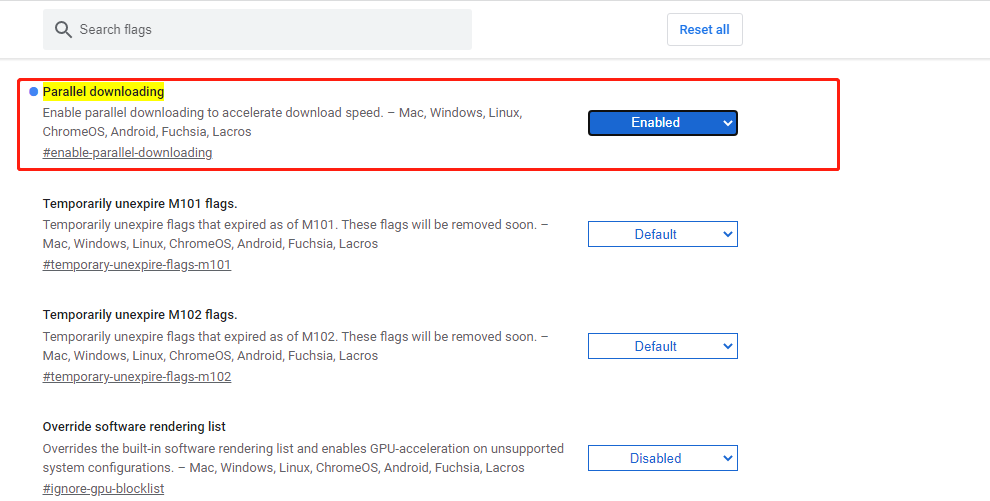 Search flags
Reset all
Parallel downloading
Enable parallel downloading to accelerate download speed. – Mac, Windows, Linux,
ChromeOS, Android, Fuchsia, Lacros
#enable-parallel-downloading
Enabled
Temporarily unexpire M101 flags.
Temporarily unexpire flags that expired as of M101. These flags will be removed soon. –
Mac, Windows, Linux, ChromeOS, Android, Fuchsia, Lacros
#temporary-unexpire-flags-m101
Default
Temporarily unexpire M102 flags.
Temporarily unexpire flags that expired as of M102. These flags will be removed soon. –
Mac, Windows, Linux, ChromeOS, Android, Fuchsia, Lacros
#temporary-unexpire-flags-m102
Default
Override software rendering list
Overrides the built-in software rendering list and enables GPU-acceleration on unsupported
system configurations. – Mac, Windows, Linux, ChromeOS, Android, Fuchsia, Lacros
#ignore-gpu-blocklist
Disabled